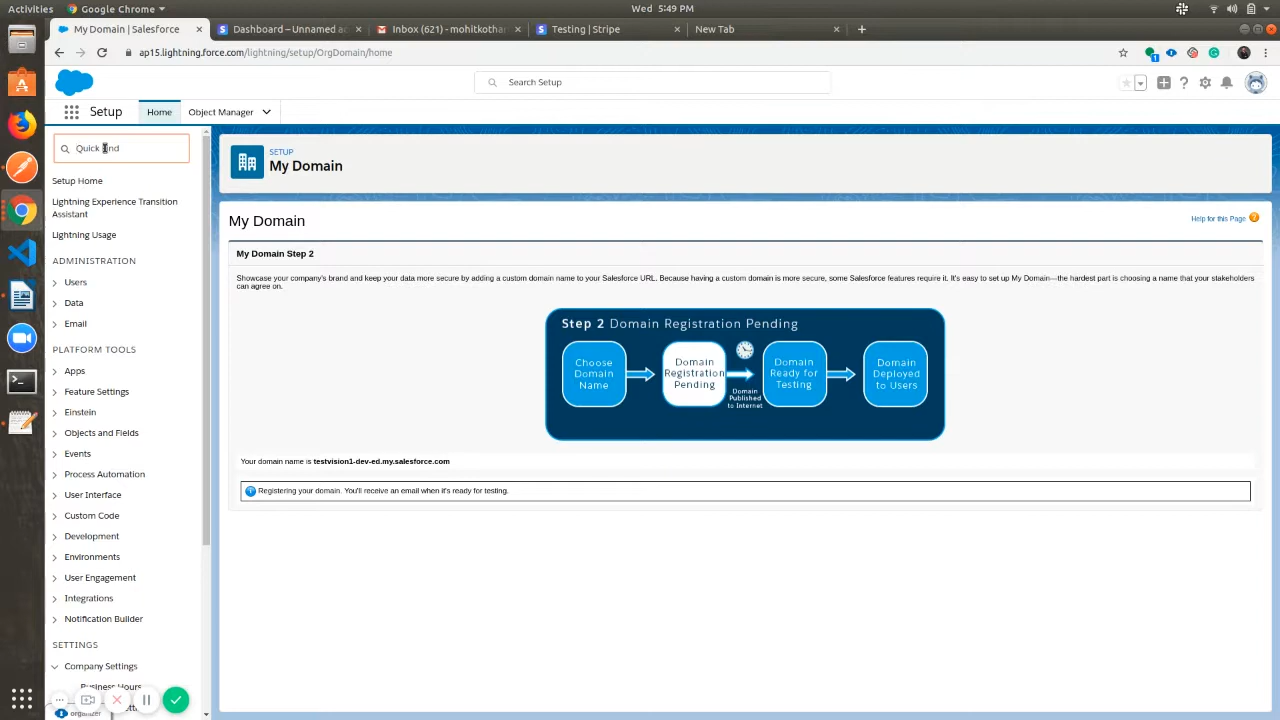 Activities
Google Chrome
Wed 5:49 PM
My Domain | Salesforce
Dashboard – Unnamed ac
Inbox (621) - mohitkothar
Testing | Stripe
New Tab
ap15.lightning.force.com/lightning/setup/OrgDomain/home
1
Search Setup
Setup
Home
Object Manager
Setup Home
Lightning Experience Transition
Assistant
Lightning Usage
ADMINISTRATION
Users
Data
Email
PLATFORM TOOLS
Apps
Feature Settings
Einstein
Objects and Fields
Events
Process Automation
User Interface
Custom Code
Development
Environments
User Engagement
Integrations
Notification Builder
SETTINGS
Company Settings
Business Hours
organizer
SETUP
My Domain
My Domain
Help for this Page
My Domain Step 2
Showcase your company's brand and keep your data more secure by adding a custom domain name to your Salesforce URL. Because having a custom domain is more secure, some Salesforce features require it. It's easy to set up My Domain—the hardest part is choosing a name that your stakeholders
can agree on.
Step 2 Domain Registration Pending
Choose
Domain
Name
Domain
Registration
Pending
Domain
Published
to Internet
Domain
Ready for
Testing
Domain
Deployed
to Users
Your domain name is testvision1-dev-ed.my.salesforce.com
Registering your domain. You'll receive an email when it's ready for testing.